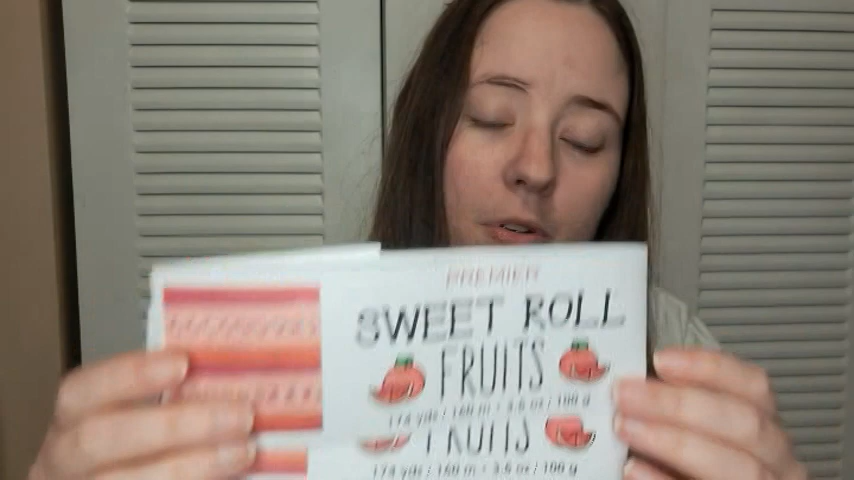 PREMIER
SWEET ROLL
FRUITS
174 yds / 160 m - 3.5 oz / 100 g
FRUITS
174 yds / 160 m - 3.5 oz / 100 g